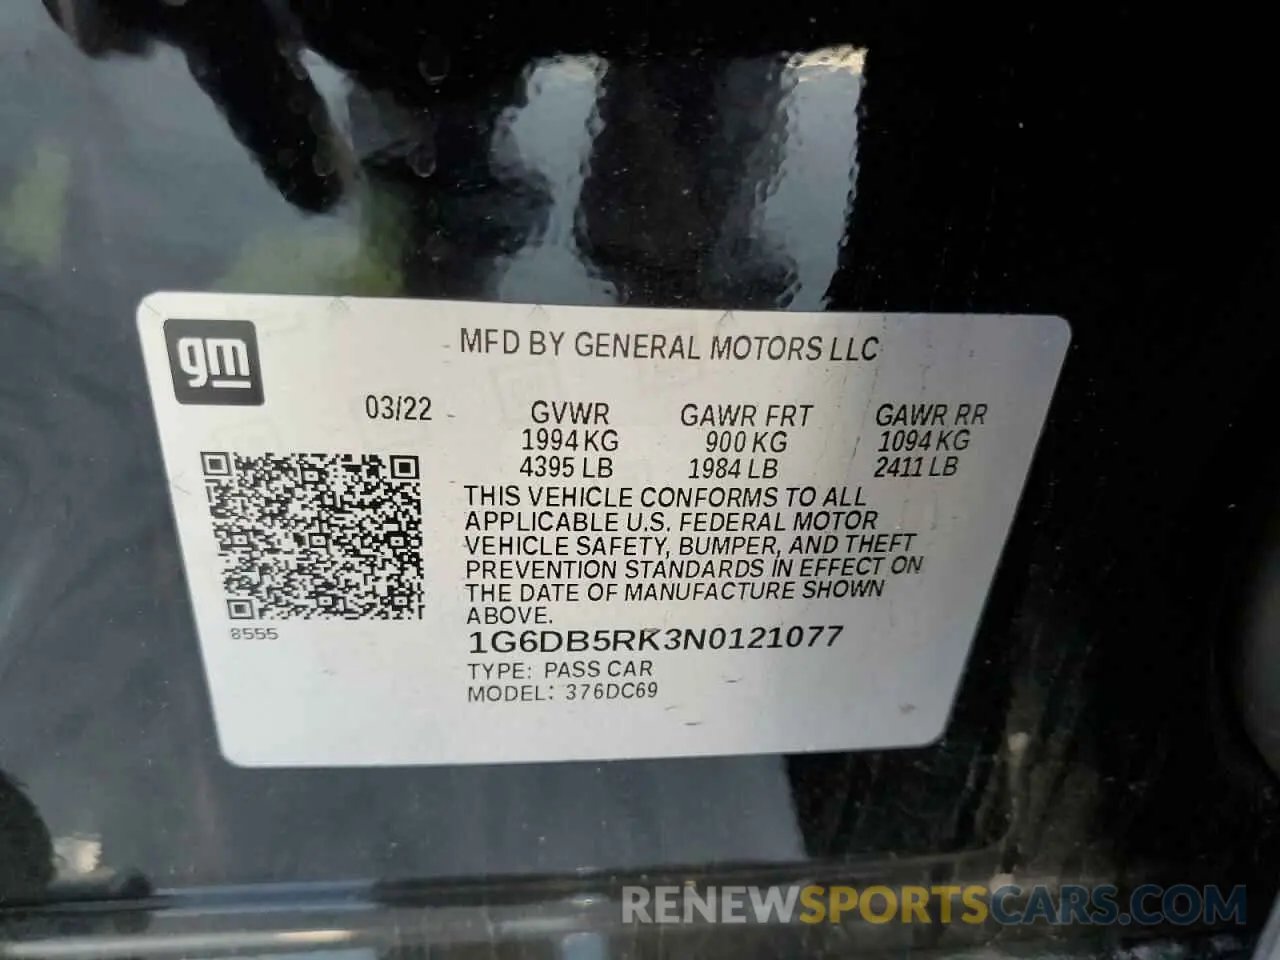 gm
MFD BY GENERAL MOTORS LLC
03/22
GVWR GAWR FRT GAWR RR
1994 KG 900 KG 1094 KG
4395 LB 1984 LB 2411 LB
THIS VEHICLE CONFORMS TO ALL
APPLICABLE U.S. FEDERAL MOTOR
VEHICLE SAFETY, BUMPER, AND THEFT
PREVENTION STANDARDS IN EFFECT ON
THE DATE OF MANUFACTURE SHOWN
ABOVE.
8555
1G6DB5RK3N0121077
TYPE: PASS CAR
MODEL: 376DC69
RENEWSPORTSCARS.COM